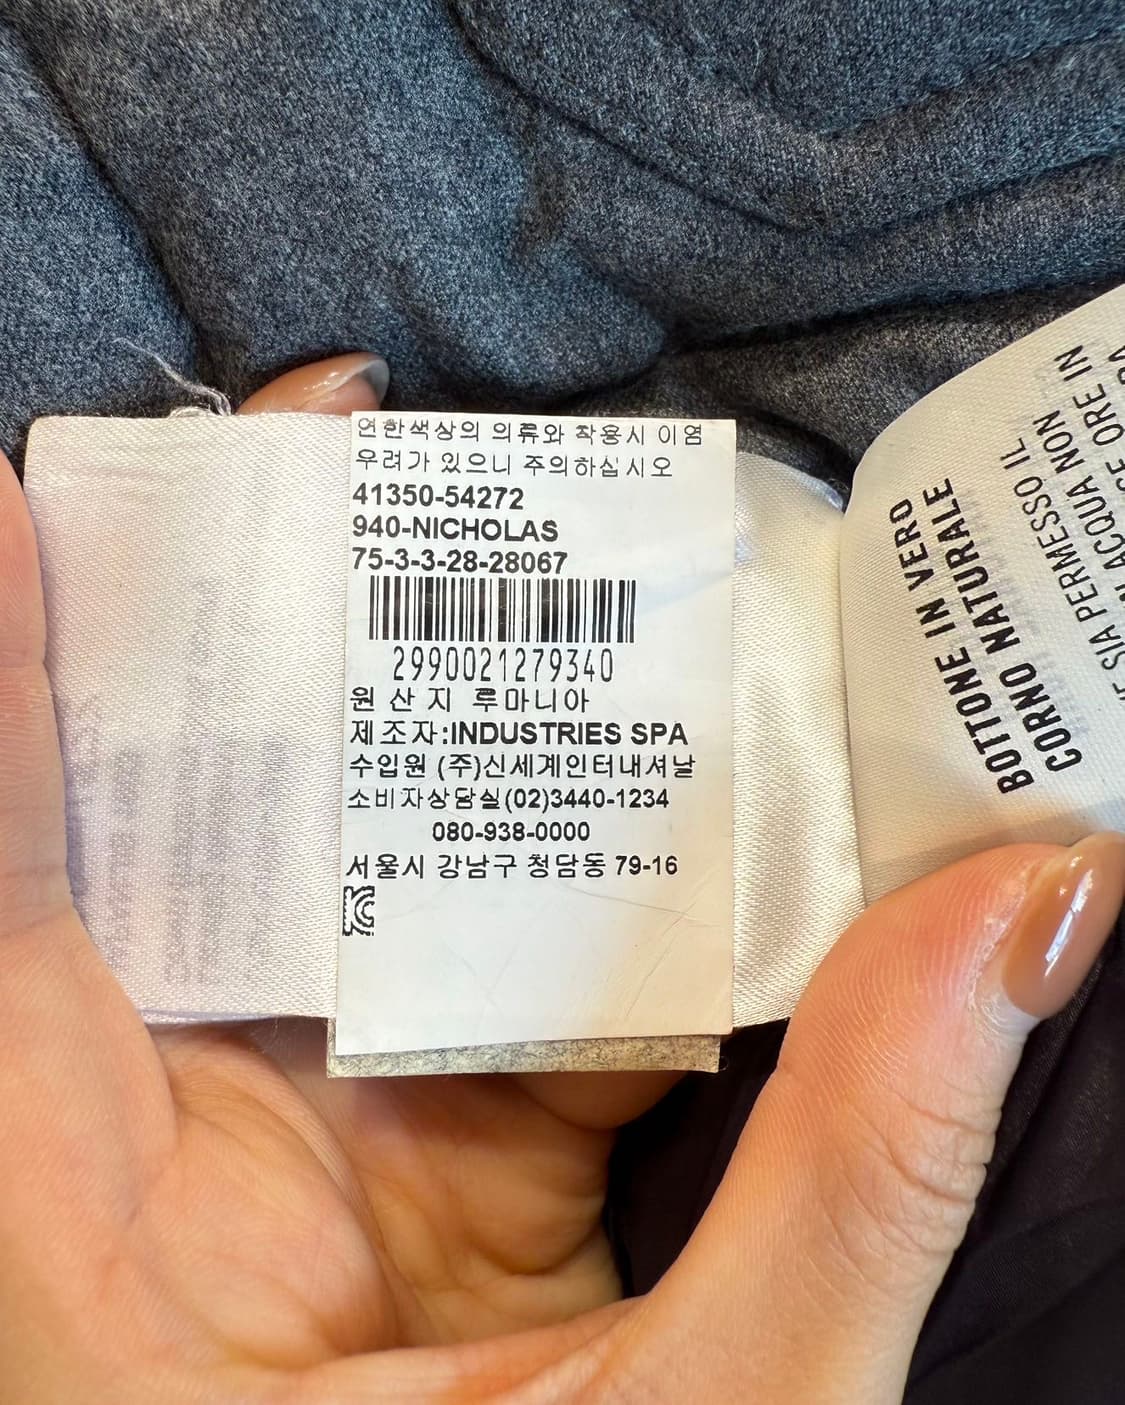 연한색상의 의류와 착용시 이염
우려가 있으니 주의하십시오
41350-54272
940-NICHOLAS
75-3-3-28-28067
2990021279340
원 산 지 루마니아
제조자:INDUSTRIES SPA
수입원 (주)신세계인터내셔날
소비자상담실(02)3440-1234
080-938-0000
서울시 강남구 청담동 79-16
BOTTONE IN VERO
CORNO NATURALE
SIA PERMESSO IL
ACQUA NON
ORE IN